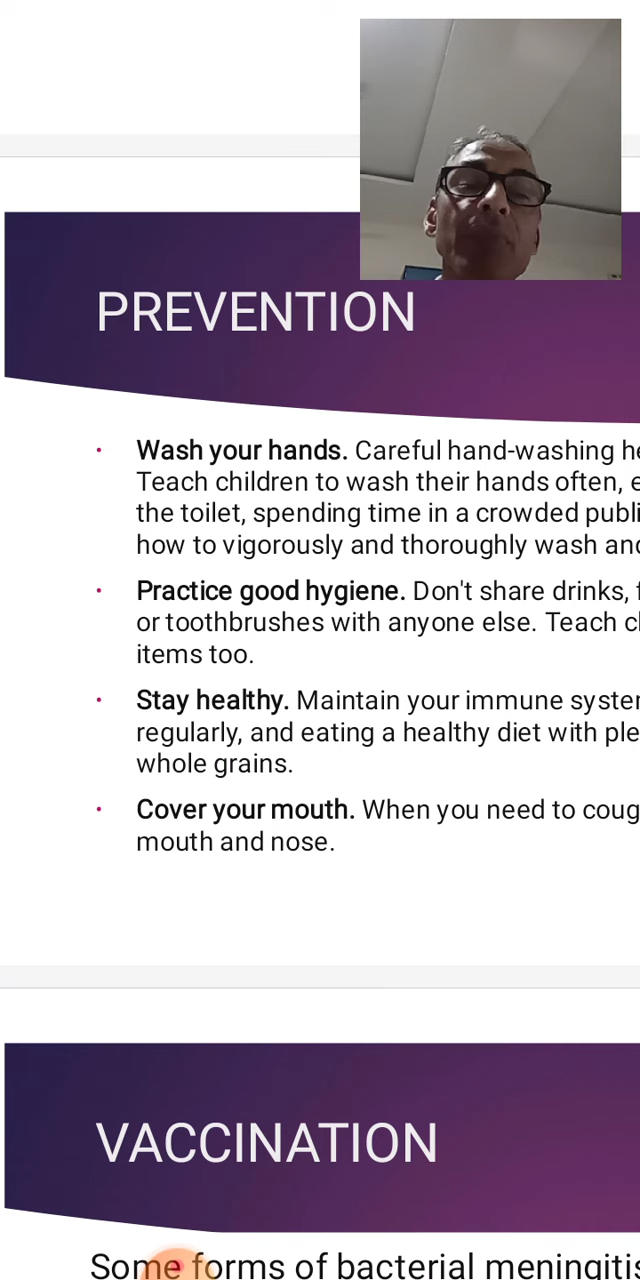 PREVENTION
Wash your hands. Careful hand-washing
Teach children to wash their hands often,
the toilet, spending time in a crowded
how to vigorously and thoroughly wash
Practice good hygiene. Don't share drinks,
or toothbrushes with anyone else. Teach
items too.
Stay healthy. Maintain your immune
regularly, and eating a healthy diet with
whole grains.
Cover your mouth. When you need to
mouth and nose.
VACCINATION
Some forms of bacterial